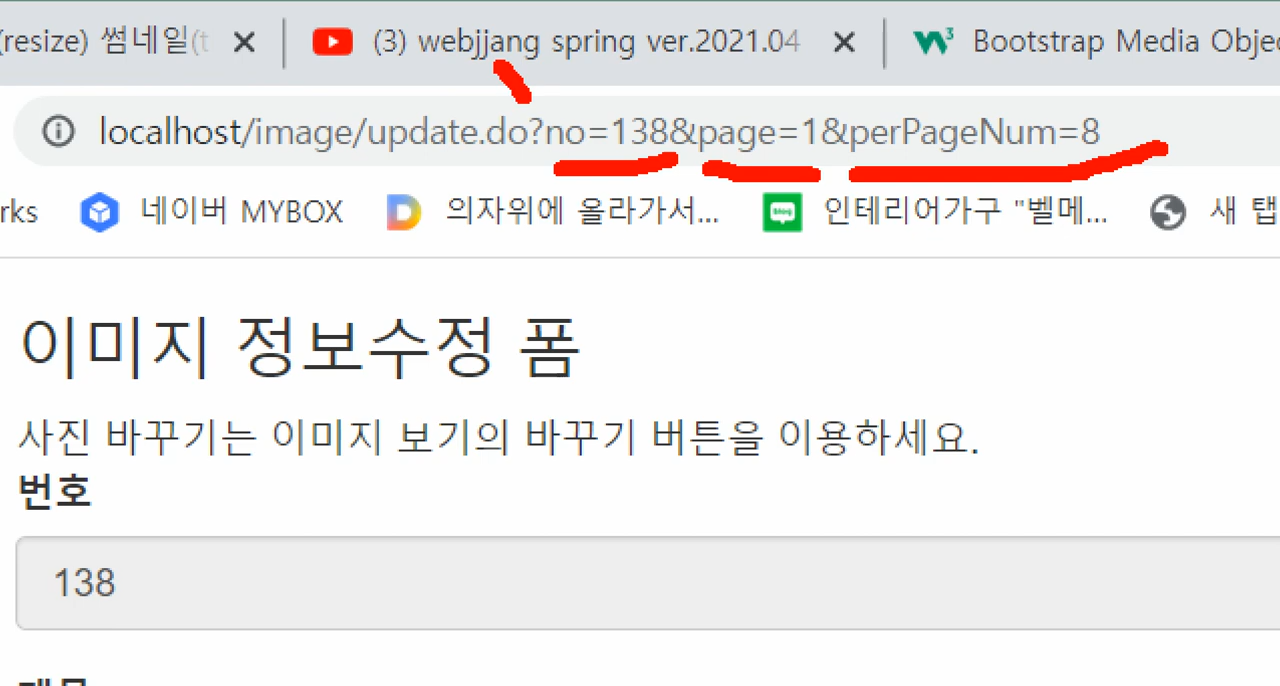 (resize) 썸네일(t
(3) webjjang spring ver.2021.04
Bootstrap Media Objec
localhost/image/update.do?no=138&page=1&perPageNum=8
rks
네이버 MYBOX
의자위에 올라가서...
인테리어가구 "벨메...
새 탭
이미지 정보수정 폼
사진 바꾸기는 이미지 보기의 바꾸기 버튼을 이용하세요.
번호
138